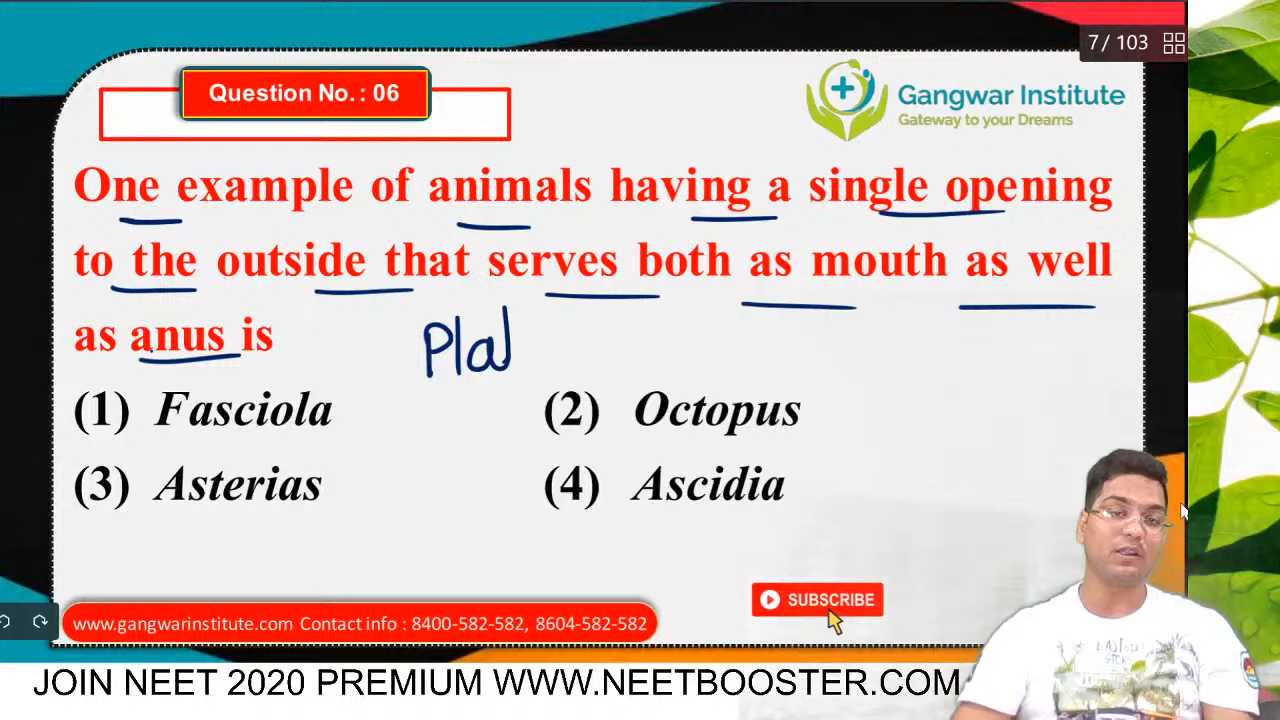 7 / 103
Question No. : 06
Gangwar Institute
Gateway to your Dreams
One example of animals having a single opening
to the outside that serves both as mouth as well
as anus is
Pla
(1) Fasciola
(2) Octopus
(3) Asterias
(4) Ascidia
SUBSCRIBE
www.gangwarinstitute.com Contact info : 8400-582-582, 8604-582-582
JOIN NEET 2020 PREMIUM WWW.NEETBOOSTER.COM